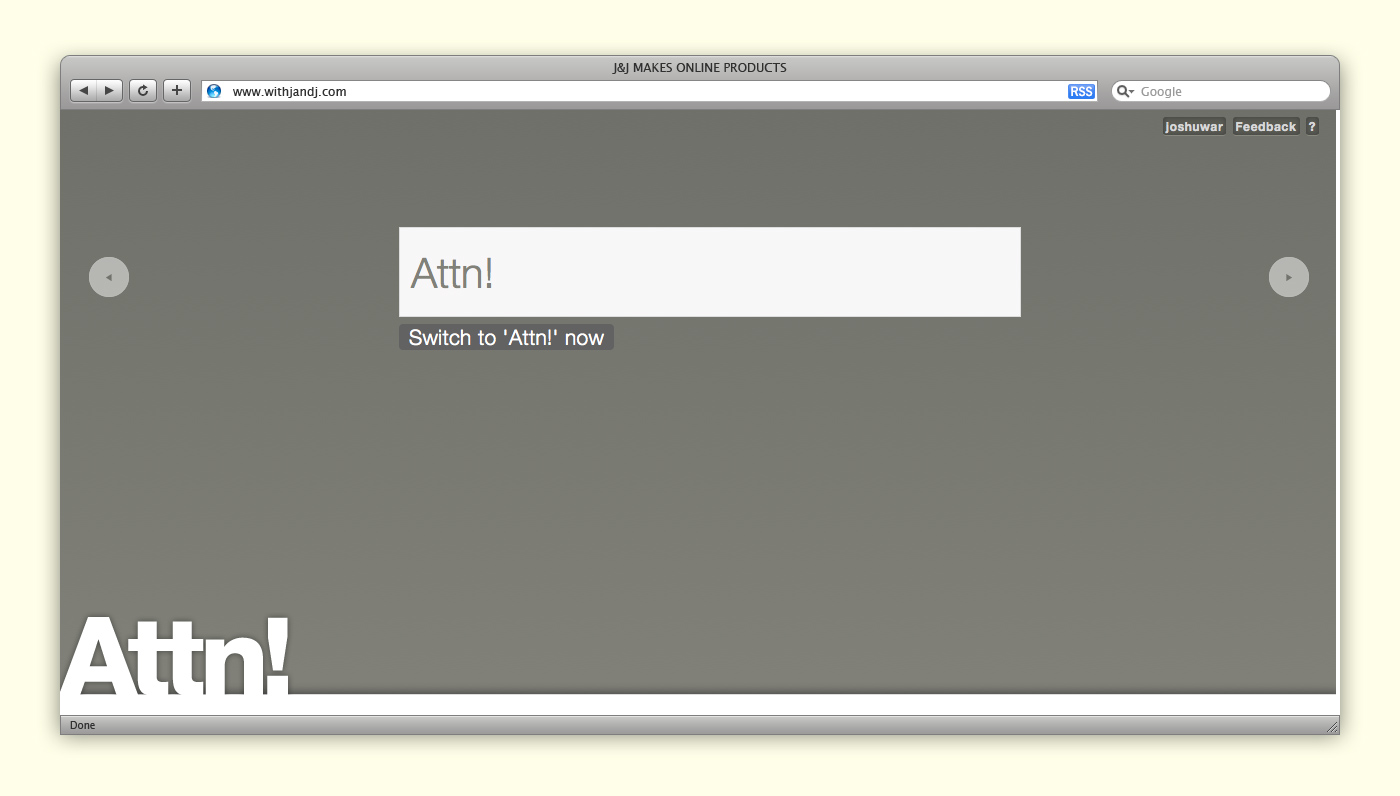 J&J MAKES ONLINE PRODUCTS
www.withjandj.com RSS Google
joshuwar Feedback ?
Attn!
Switch to 'Attn!' now
Attn!
Done